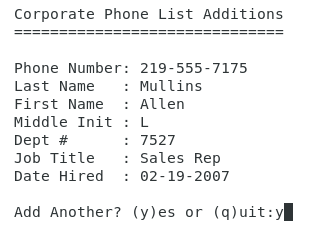 Corporate Phone List Additions
==============================
Phone Number: 219-555-7175
Last Name   : Mullins
First Name  : Allen
Middle Init : L
Dept #      : 7527
Job Title   : Sales Rep
Date Hired  : 02-19-2007
Add Another? (y)es or (q)uit:y